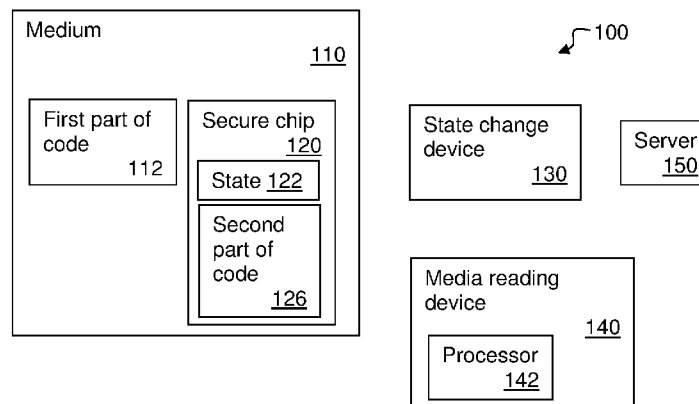 Medium
110
100
First part of
code
112
Secure chip
120
State 122
Second
part of
code
126
State change
device
130
Server
150
Media reading
device
140
Processor
142